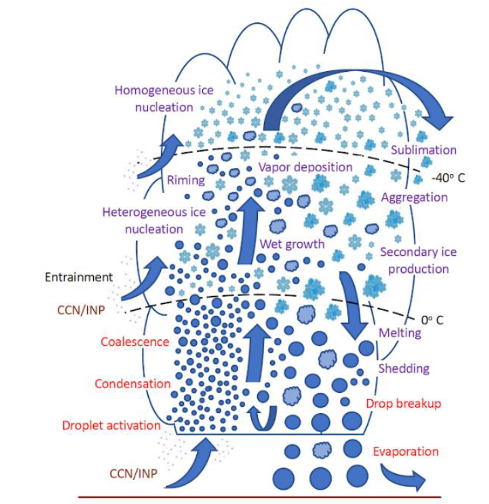 Homogeneous ice
nucleation
Sublimation
-40° C
Vapor deposition
Riming
Aggregation
Heterogeneous ice
nucleation
Wet growth
Secondary ice
production
Entrainment
CCN/INP
0° C
Melting
Coalescence
Shedding
Condensation
Drop breakup
Droplet activation
Evaporation
CCN/INP